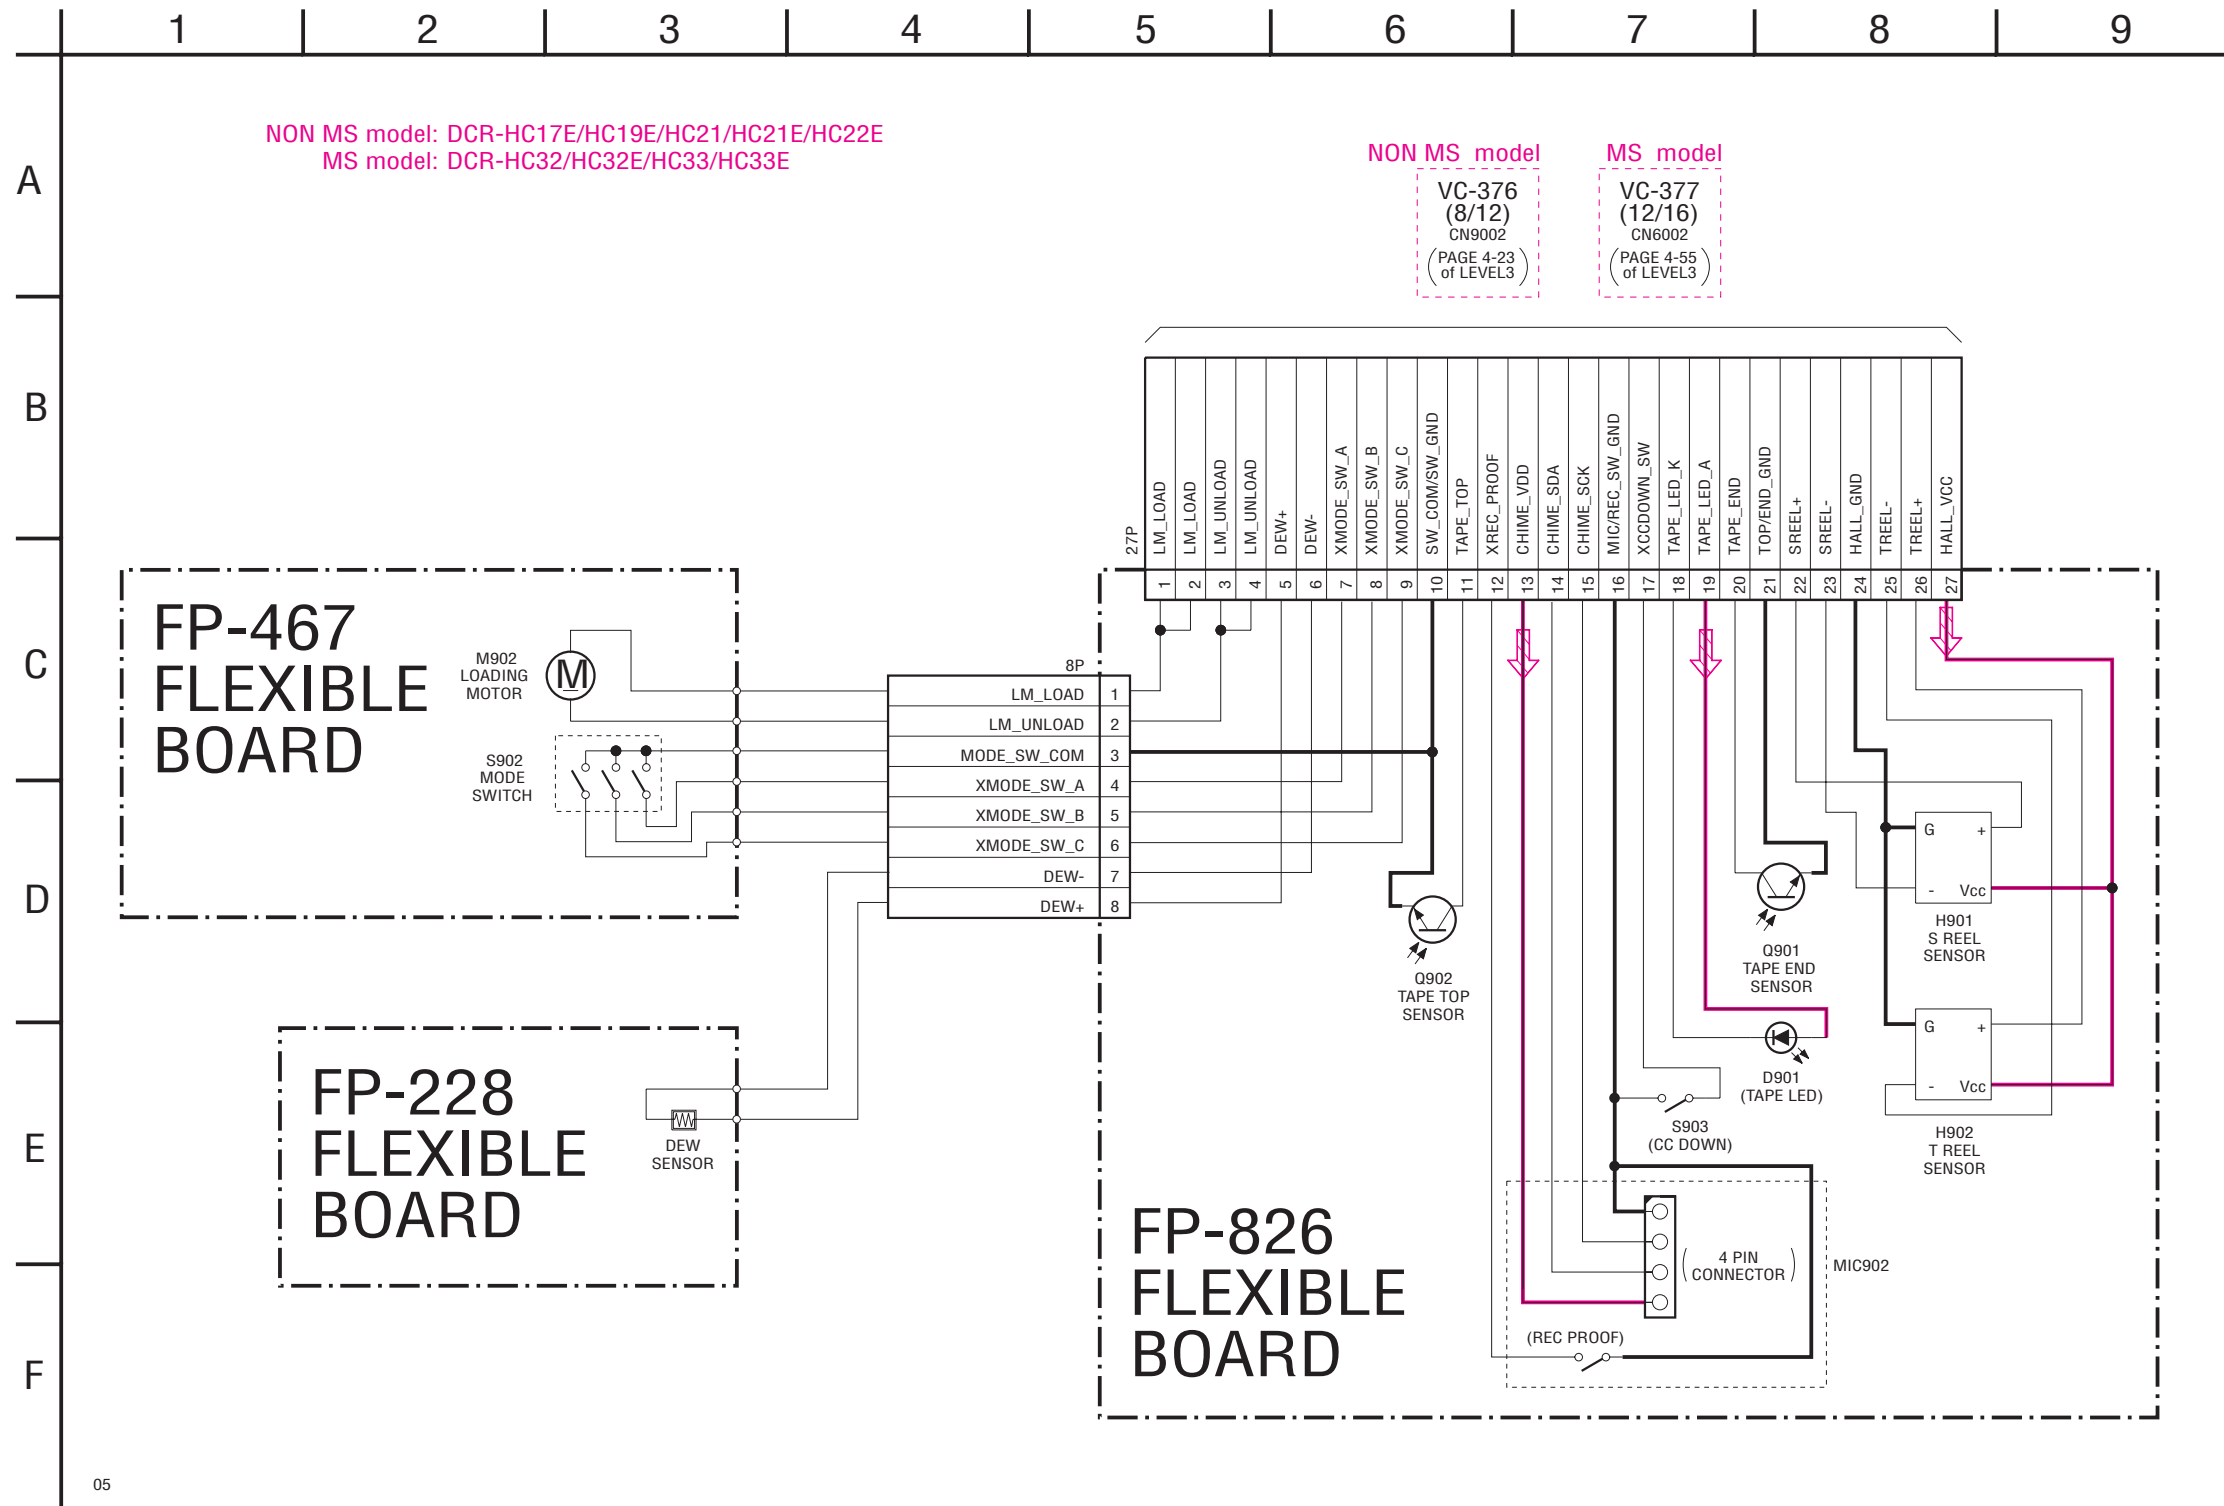 1 2 3 4 5 6 7 8 9
A
B
C
D
E
F
NON MS model: DCR-HC17E/HC19E/HC21/HC21E/HC22E
MS model: DCR-HC32/HC32E/HC33/HC33E
NON MS model
VC-376
(8/12)
CN9002
(PAGE 4-23
of LEVEL3)
MS model
VC-377
(12/16)
CN6002
(PAGE 4-55
of LEVEL3)
27P
LM_LOAD 1
LM_LOAD 2
LM_UNLOAD 3
LM_UNLOAD 4
DEW+ 5
DEW- 6
XMODE_SW_A 7
XMODE_SW_B 8
XMODE_SW_C 9
SW_COM/SW_GND 10
TAPE_TOP 11
XREC_PROOF 12
CHIME_VDD 13
CHIME_SDA 14
CHIME_SCK 15
MIC/REC_SW_GND 16
XCCDOWN_SW 17
TAPE_LED_K 18
TAPE_LED_A 19
TAPE_END 20
TOP/END_GND 21
SREEL+ 22
SREEL- 23
HALL_GND 24
TREEL- 25
TREEL+ 26
HALL_VCC 27
FP-467
FLEXIBLE
BOARD
M902
LOADING
MOTOR
M
S902
MODE
SWITCH
8P
LM_LOAD 1
LM_UNLOAD 2
MODE_SW_COM 3
XMODE_SW_A 4
XMODE_SW_B 5
XMODE_SW_C 6
DEW- 7
DEW+ 8
FP-228
FLEXIBLE
BOARD
DEW
SENSOR
Q902
TAPE TOP
SENSOR
Q901
TAPE END
SENSOR
G +
- Vcc
H901
S REEL
SENSOR
D901
(TAPE LED)
G +
- Vcc
H902
T REEL
SENSOR
S903
(CC DOWN)
FP-826
FLEXIBLE
BOARD
(4 PIN
CONNECTOR)
MIC902
(REC PROOF)
05